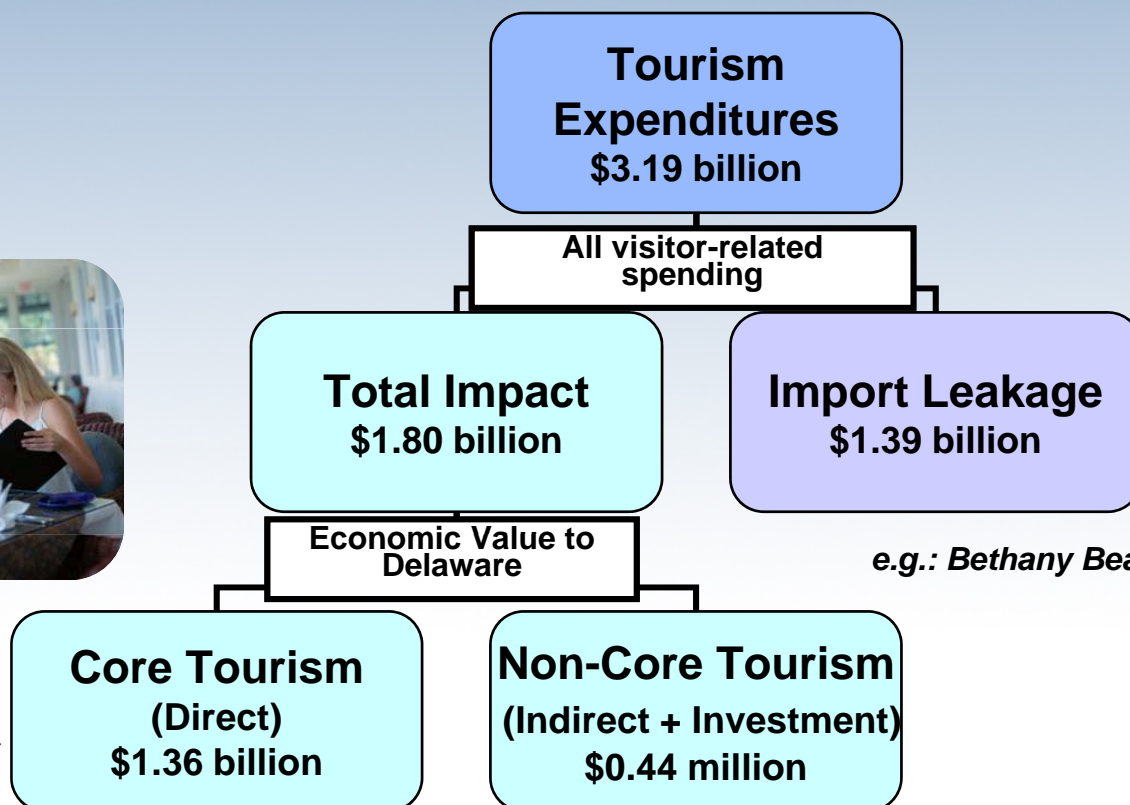 Tourism
Expenditures
$3.19 billion
All visitor-related
spending
Total Impact
$1.80 billion
Import Leakage
$1.39 billion
Economic Value to
Delaware
e.g.: Bethany
Core Tourism
(Direct)
$1.36 billion
Non-Core Tourism
(Indirect + Investment)
$0.44 million